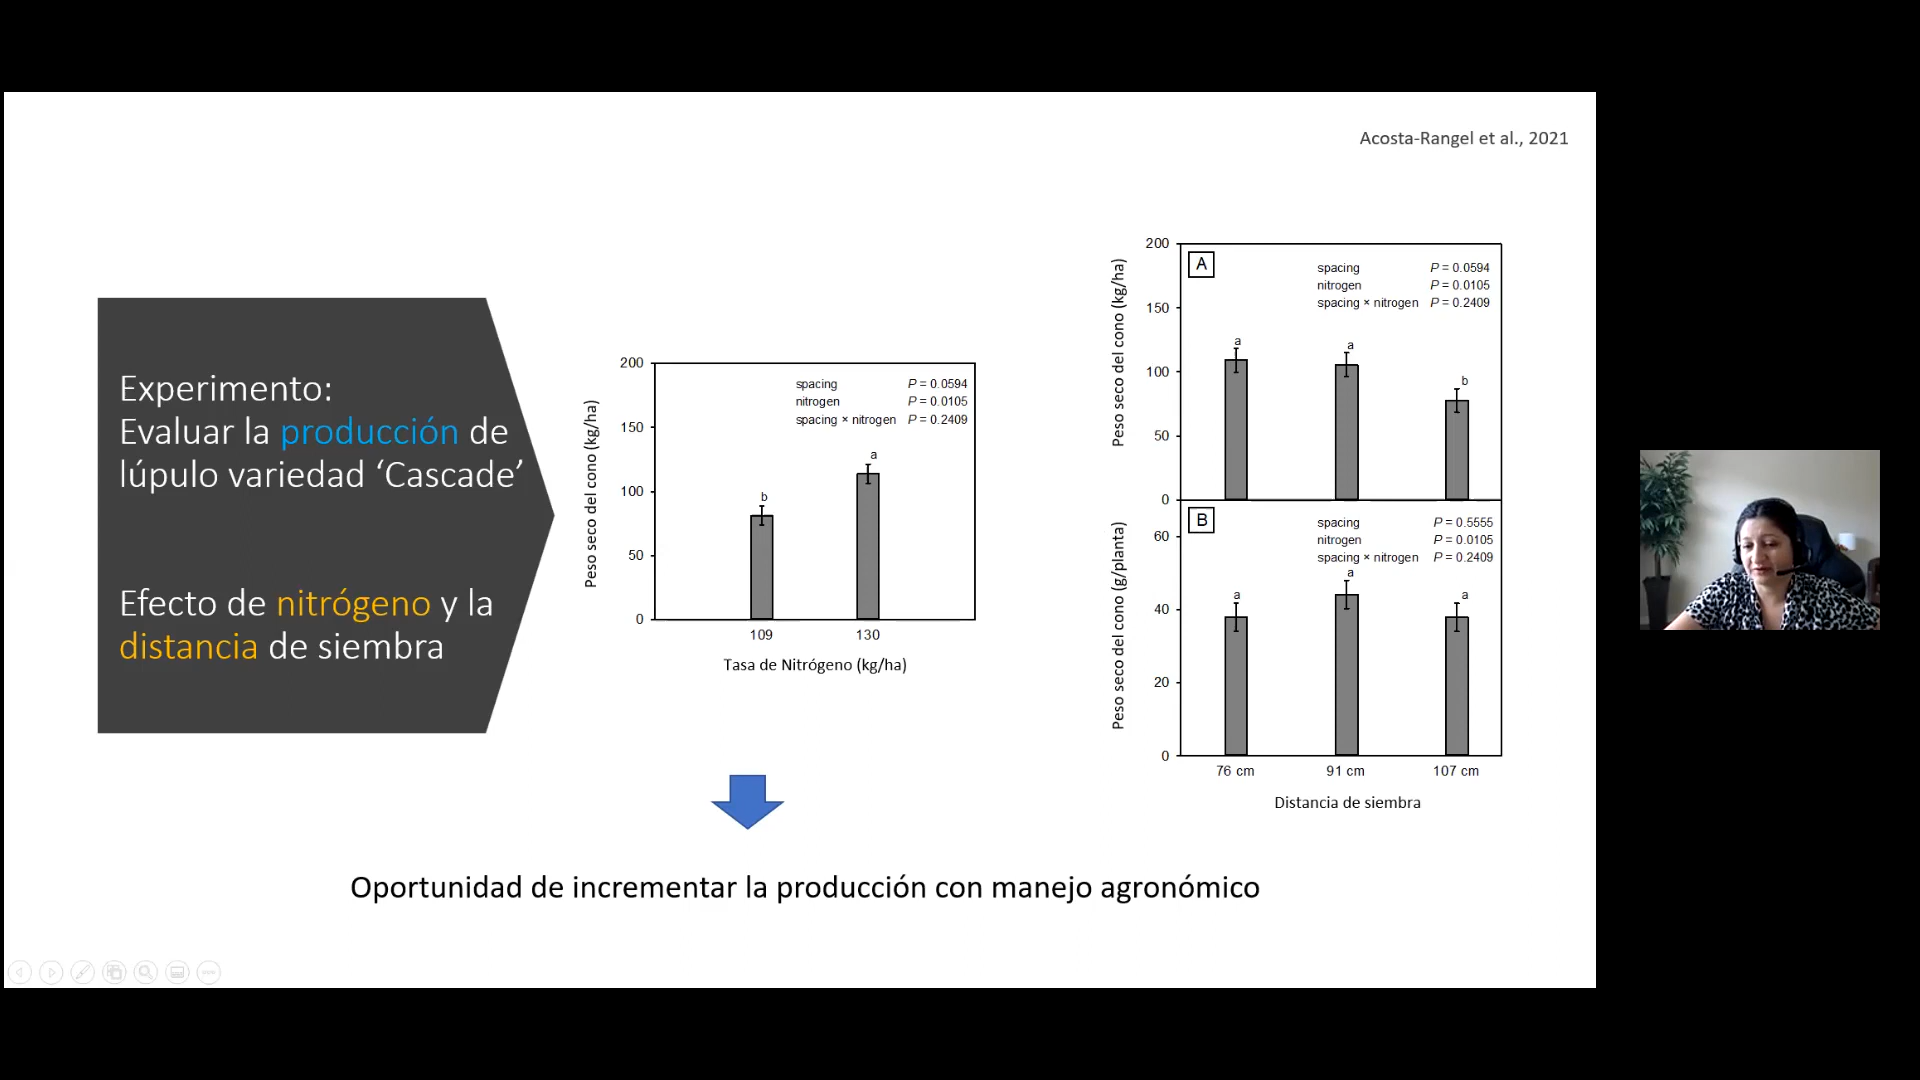 Acosta-Rangel et al., 2021
Experimento:
Evaluar la producción de
lúpulo variedad ‘Cascade’
Efecto de nitrógeno y la
distancia de siembra
Peso seco del cono (kg/ha)
200
150
100
50
0
spacing P = 0.0594
nitrogen P = 0.0105
spacing × nitrogen P = 0.2409
b
a
109
130
Tasa de Nitrógeno (kg/ha)
Peso seco del cono (kg/ha)
200
150
100
50
0
A
spacing P = 0.0594
nitrogen P = 0.0105
spacing × nitrogen P = 0.2409
a
a
b
Peso seco del cono (g/planta)
60
40
20
0
B
spacing P = 0.5555
nitrogen P = 0.0105
spacing × nitrogen P = 0.2409
a
a
a
76 cm
91 cm
107 cm
Distancia de siembra
Oportunidad de incrementar la producción con manejo agronómico